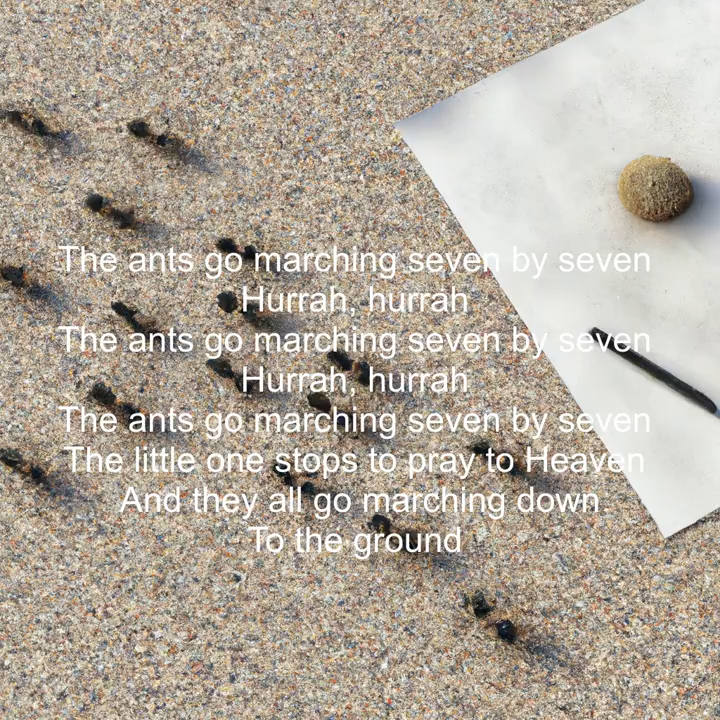 The ants go marching seven by seven
Hurrah, hurrah
The ants go marching seven by seven
Hurrah, hurrah
The ants go marching seven by seven
The little one stops to pray to Heaven
And they all go marching down
To the ground